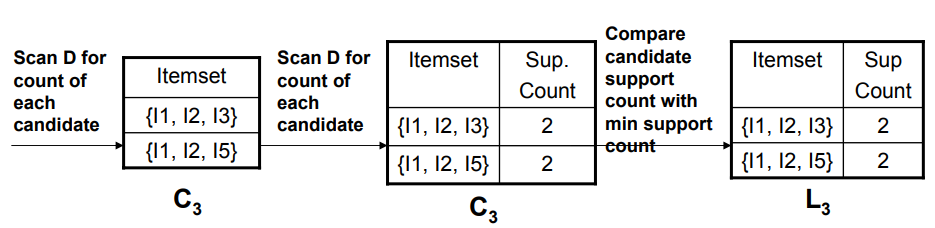 Scan D for
count of
each
candidate
Itemset
{I1, I2, I3}
{I1, I2, I5}
C3
Scan D for
count of
each
candidate
Itemset
Sup.
Count
{I1, I2, I3}
2
{I1, I2, I5}
2
C3
Compare
candidate
support
count with
min support
count
Itemset
Sup
Count
{I1, I2, I3}
2
{I1, I2, I5}
2
L3